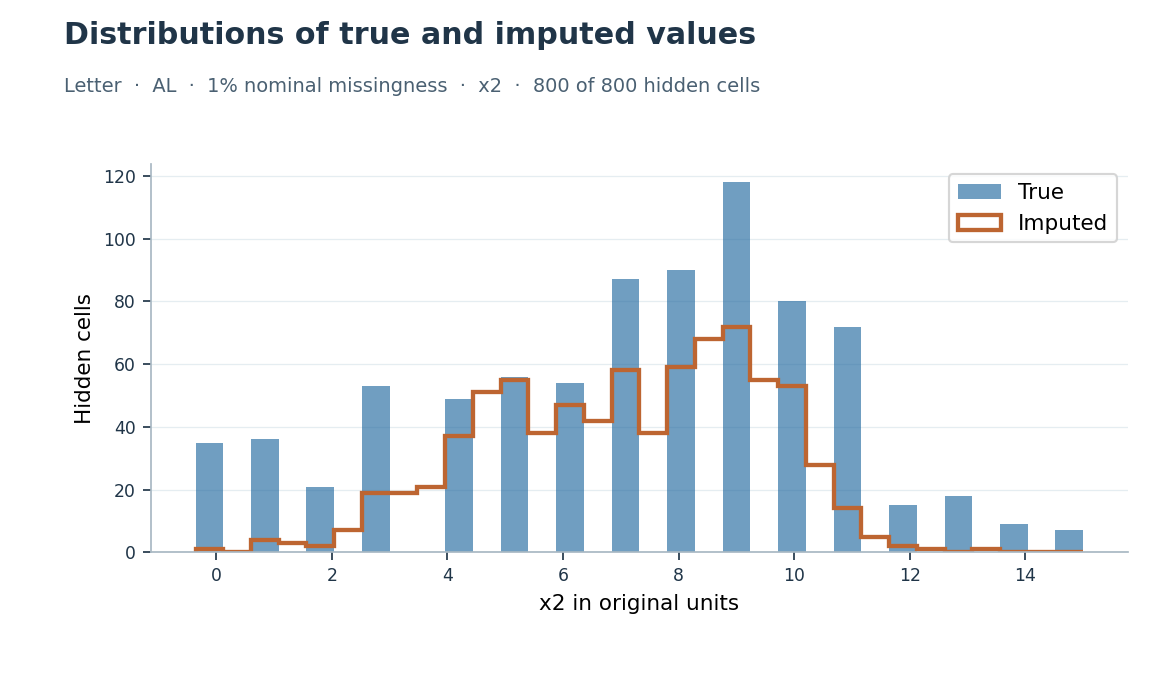 Distributions of true and imputed values
Letter · AL · 1% nominal missingness · x2 · 800 of 800 hidden cells
120
100
80
60
40
20
0
Hidden cells
True
Imputed
0 2 4 6 8 10 12 14
x2 in original units